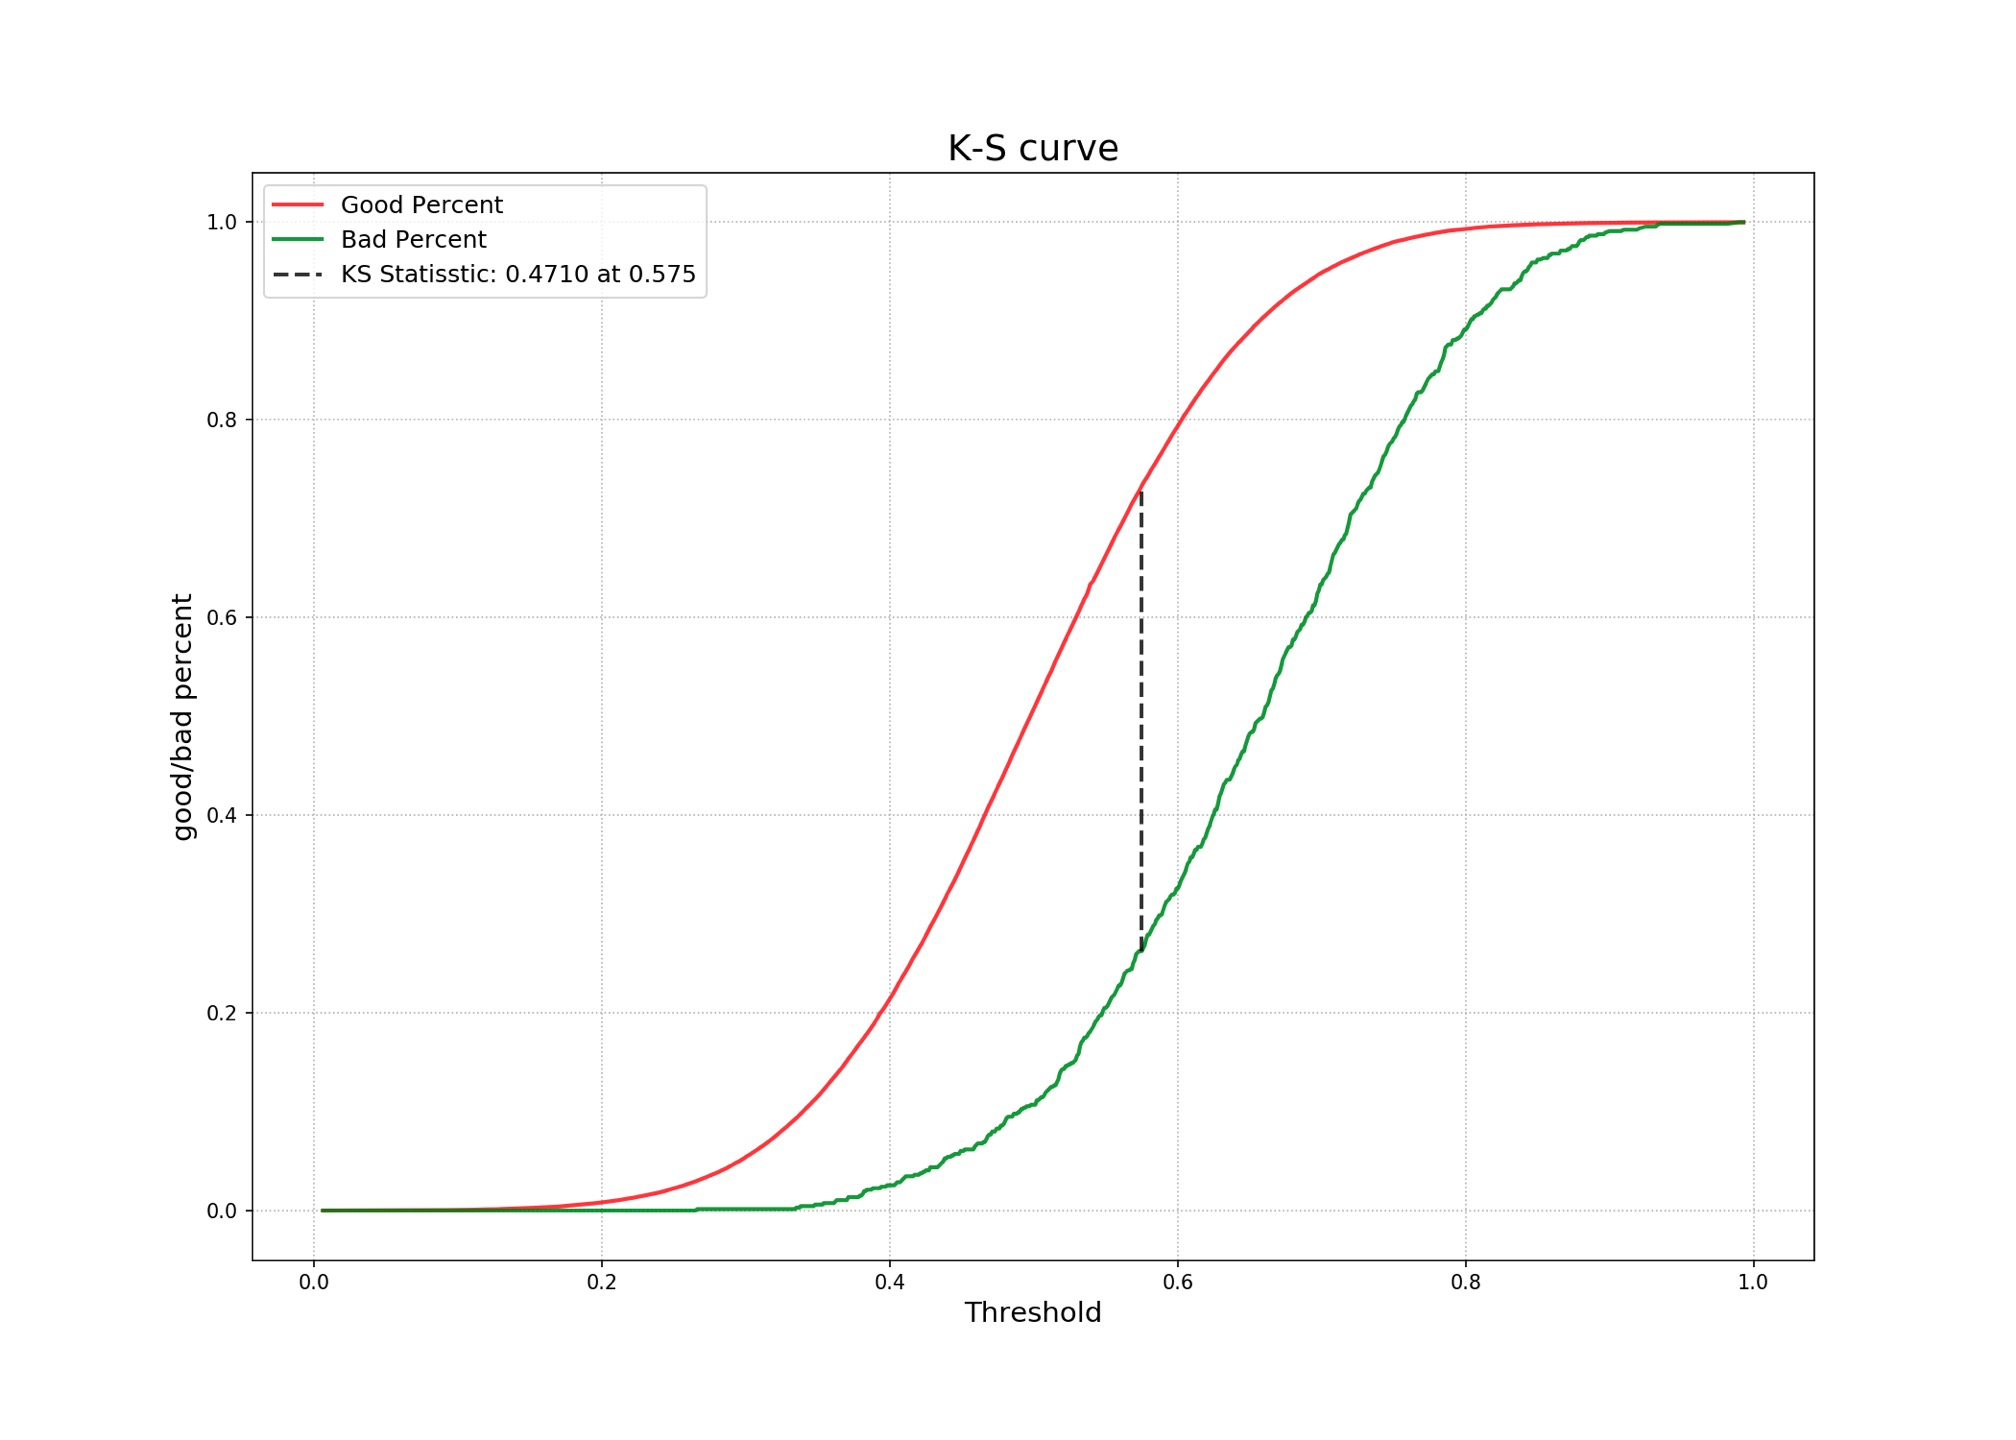 K-S curve
Good Percent
Bad Percent
KS Statisstic: 0.4710 at 0.575
1.0
0.8
0.6
0.4
0.2
0.0
good/bad percent
0.0 0.2 0.4 0.6 0.8 1.0
Threshold